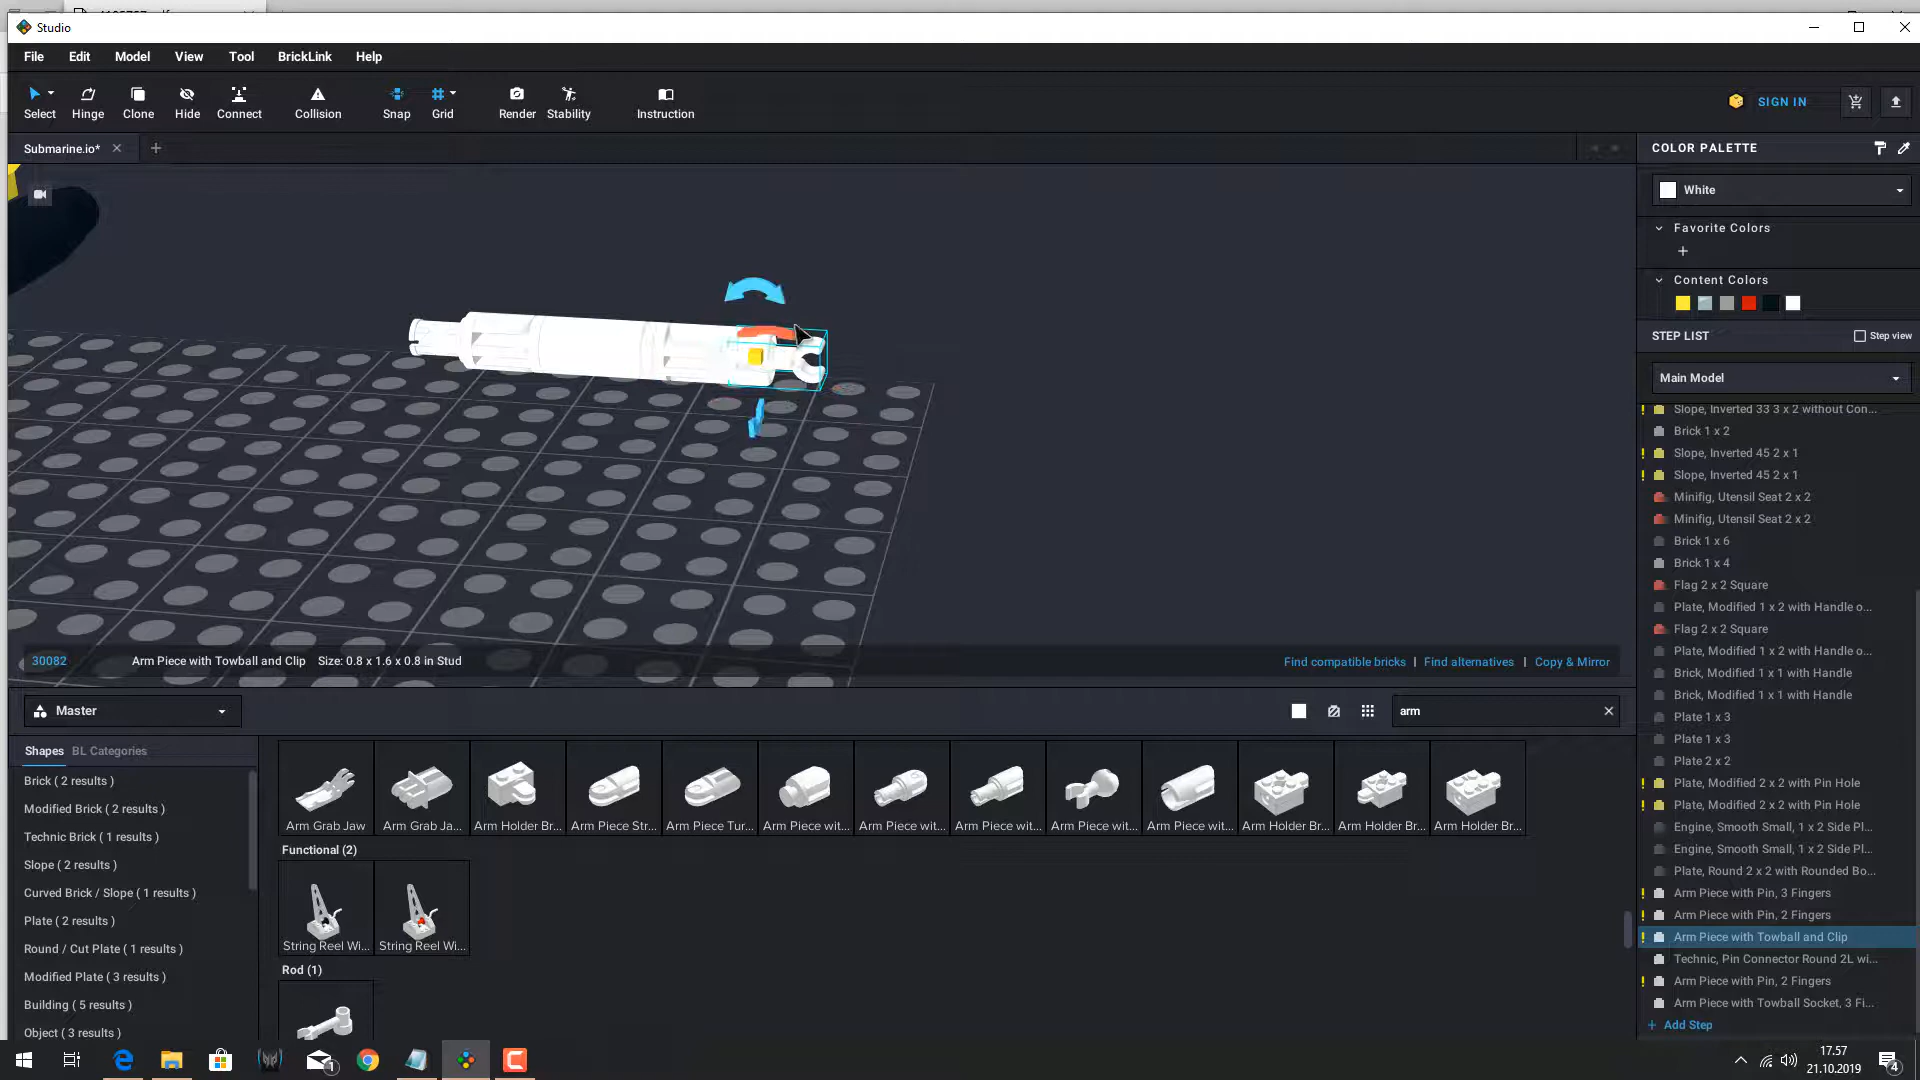 Studio
File Edit Model View Tool BrickLink Help
Select Hinge Clone Hide Connect Collision Snap Grid Render Stability Instruction
SIGN IN
Submarine.io*
COLOR PALETTE
White
Favorite Colors
Content Colors
STEP LIST Step view
Main Model
Slope, Inverted 33 3 x 2 without Con...
Brick 1 x 2
Slope, Inverted 45 2 x 1
Slope, Inverted 45 2 x 1
Minifig, Utensil Seat 2 x 2
Minifig, Utensil Seat 2 x 2
Brick 1 x 6
Brick 1 x 4
Flag 2 x 2 Square
Plate, Modified 1 x 2 with Handle o...
Flag 2 x 2 Square
Plate, Modified 1 x 2 with Handle o...
Brick, Modified 1 x 1 with Handle
Brick, Modified 1 x 1 with Handle
Plate 1 x 3
Plate 1 x 3
Plate 2 x 2
Plate, Modified 2 x 2 with Pin Hole
Plate, Modified 2 x 2 with Pin Hole
Engine, Smooth Small, 1 x 2 Side Pl...
Engine, Smooth Small, 1 x 2 Side Pl...
Plate, Round 2 x 2 with Rounded Bo...
Arm Piece with Pin, 3 Fingers
Arm Piece with Pin, 2 Fingers
Arm Piece with Towball and Clip
Technic, Pin Connector Round 2L wi...
Arm Piece with Pin, 2 Fingers
Arm Piece with Towball Socket, 3 Fi...
+ Add Step
30082 Arm Piece with Towball and Clip Size: 0.8 x 1.6 x 0.8 in Stud
Find compatible bricks | Find alternatives | Copy & Mirror
Master
arm
Shapes BL Categories
Brick ( 2 results )
Modified Brick ( 2 results )
Technic Brick ( 1 results )
Slope ( 2 results )
Curved Brick / Slope ( 1 results )
Plate ( 2 results )
Round / Cut Plate ( 1 results )
Modified Plate ( 3 results )
Building ( 5 results )
Object ( 3 results )
Arm Grab Jaw Arm Grab Ja... Arm Holder Br... Arm Piece Str... Arm Piece Tur... Arm Piece wit... Arm Piece wit... Arm Piece wit... Arm Piece wit... Arm Piece wit... Arm Holder Br... Arm Holder Br... Arm Holder Br...
Functional (2)
String Reel Wi... String Reel Wi...
Rod (1)
1
17.57
21.10.2019
4